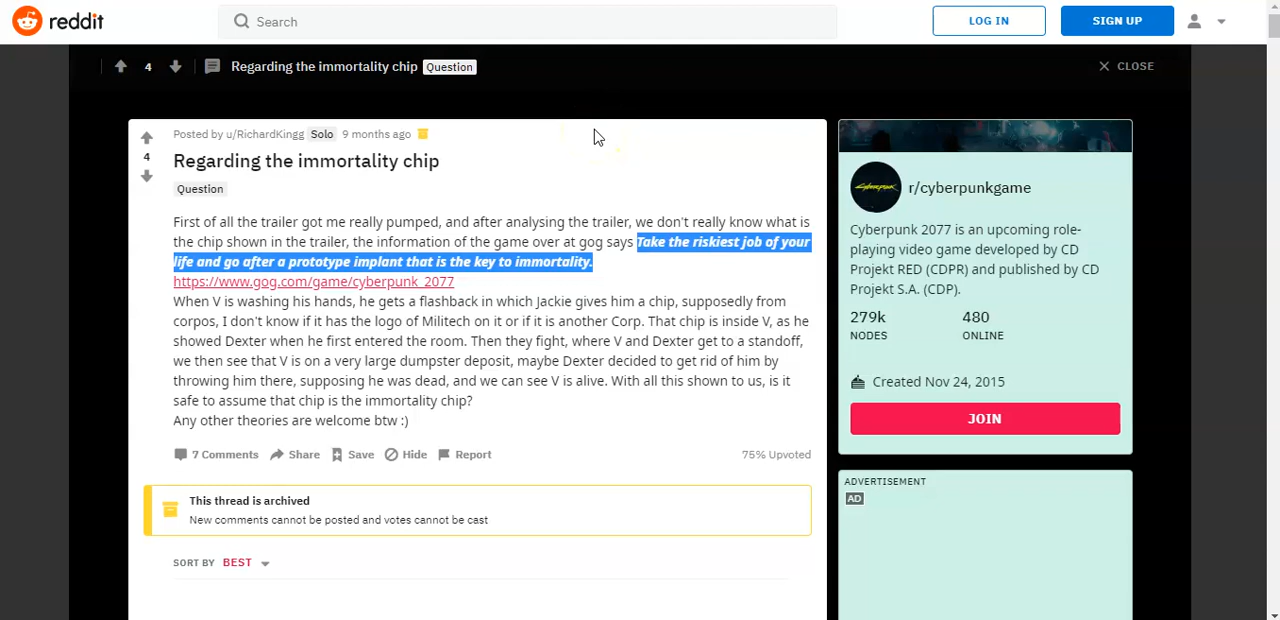 reddit
Search
LOG IN
SIGN UP
4
Regarding the immortality chip Question
CLOSE
Posted by u/RichardKingg Solo 9 months ago
4
Regarding the immortality chip
Question
First of all the trailer got me really pumped, and after analysing the trailer, we don't really know what is
the chip shown in the trailer, the information of the game over at gog says Take the riskiest job of your
life and go after a prototype implant that is the key to immortality.
https://www.gog.com/game/cyberpunk_2077
When V is washing his hands, he gets a flashback in which Jackie gives him a chip, supposedly from
corpos, I don't know if it has the logo of Militech on it or if it is another Corp. That chip is inside V, as he
showed Dexter when he first entered the room. Then they fight, where V and Dexter get to a standoff,
we then see that V is on a very large dumpster deposit, maybe Dexter decided to get rid of him by
throwing him there, supposing he was dead, and we can see V is alive. With all this shown to us, is it
safe to assume that chip is the immortality chip?
Any other theories are welcome btw :)
7 Comments Share Save Hide Report
75% Upvoted
This thread is archived
New comments cannot be posted and votes cannot be cast
SORT BY BEST
Cyberpunk
r/cyberpunkgame
Cyberpunk 2077 is an upcoming role-
playing video game developed by CD
Projekt RED (CDPR) and published by CD
Projekt S.A. (CDP).
279k 480
NODES ONLINE
Created Nov 24, 2015
JOIN
ADVERTISEMENT
AD